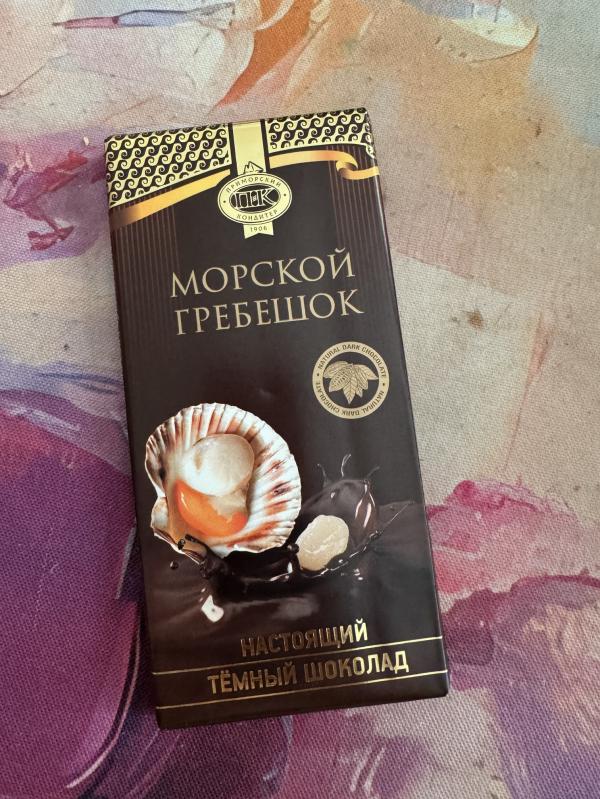 ПРИМОРСКИЙ
ПК
КОНДИТЕР
1906
МОРСКОЙ
ГРЕБЕШОК
NATURAL DARK CHOCOLATE
NATURAL DARK CHOCOLATE
НАСТОЯЩИЙ
ТЁМНЫЙ ШОКОЛАД